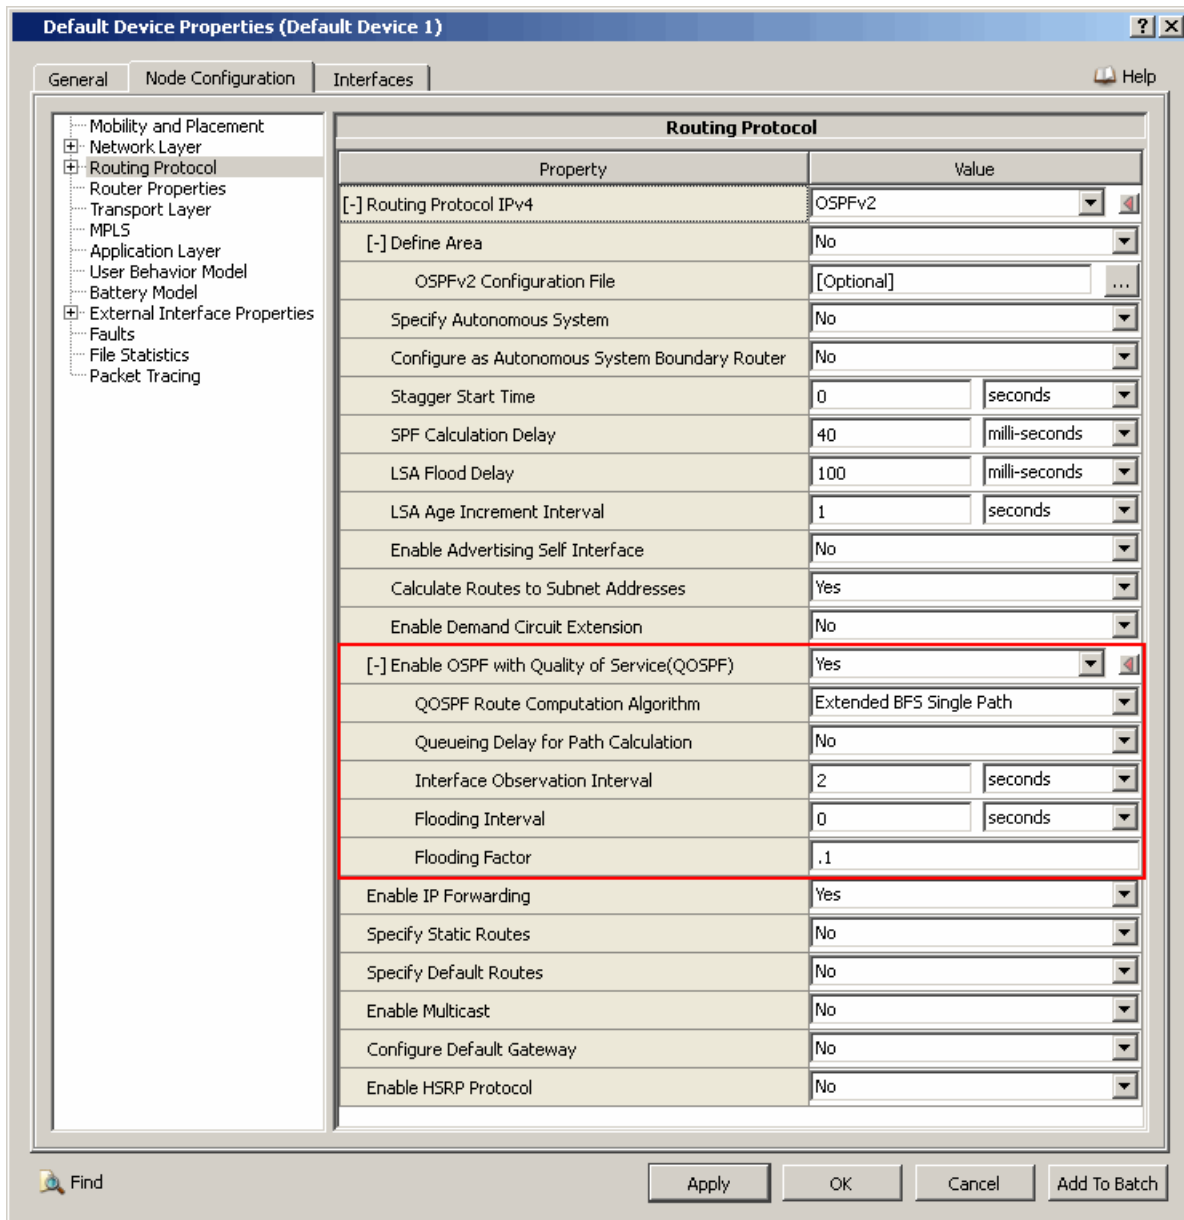 Default Device Properties (Default Device 1)
General Node Configuration Interfaces Help
Mobility and Placement
Network Layer
Routing Protocol
Router Properties
Transport Layer
MPLS
Application Layer
User Behavior Model
Battery Model
External Interface Properties
Faults
File Statistics
Packet Tracing
Routing Protocol
Property Value
[-] Routing Protocol IPv4 OSPFv2
[-] Define Area No
OSPFv2 Configuration File [Optional] ...
Specify Autonomous System No
Configure as Autonomous System Boundary Router No
Stagger Start Time 0 seconds
SPF Calculation Delay 40 milli-seconds
LSA Flood Delay 100 milli-seconds
LSA Age Increment Interval 1 seconds
Enable Advertising Self Interface No
Calculate Routes to Subnet Addresses Yes
Enable Demand Circuit Extension No
[-] Enable OSPF with Quality of Service(QOSPF) Yes
QOSPF Route Computation Algorithm Extended BFS Single Path
Queueing Delay for Path Calculation No
Interface Observation Interval 2 seconds
Flooding Interval 0 seconds
Flooding Factor .1
Enable IP Forwarding Yes
Specify Static Routes No
Specify Default Routes No
Enable Multicast No
Configure Default Gateway No
Enable HSRP Protocol No
Find Apply OK Cancel Add To Batch